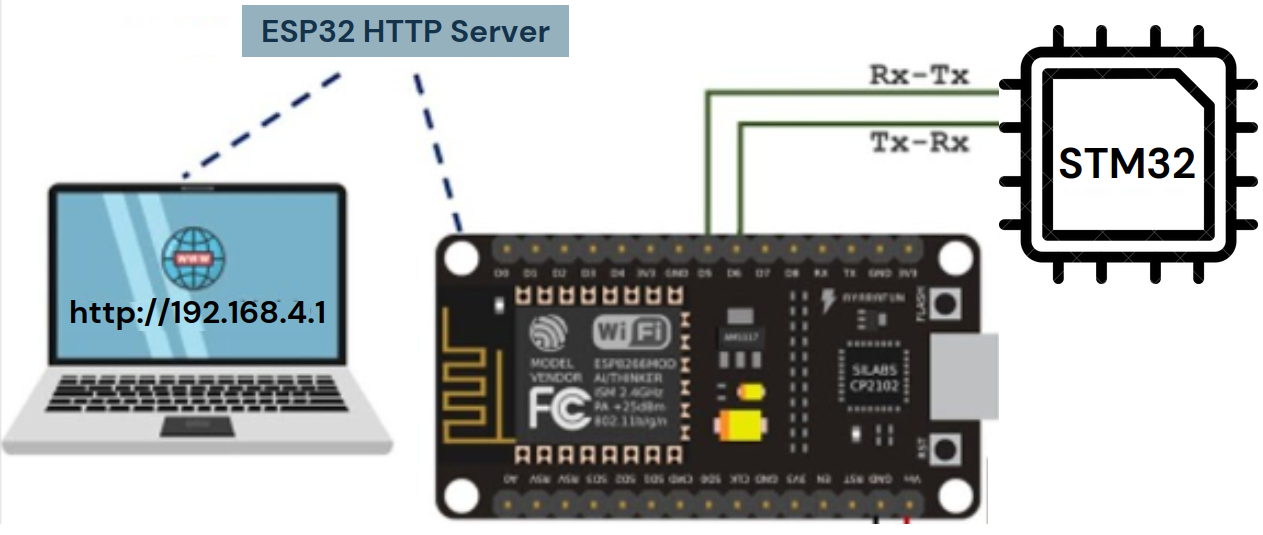 ESP32 HTTP Server
Rx-Tx
Tx-Rx
STM32
WWW
http://192.168.4.1
D0 D1 D2 D3 D4 3V3 GND D5 D6 D7 D8 RX TX GND 3V3
WiFi
MODEL
VENDOR
ESP8266MOD
AI/THINKER
ISM 2.4GHz
PA +25dBm
802.11b/g/n
FC
AMS1117
FLASH
SILABS
CP2102
RST
A0 RSV RSV SD3 SD2 SD1 CMD SD0 CLK GND 3V3 EN RST GND Vin